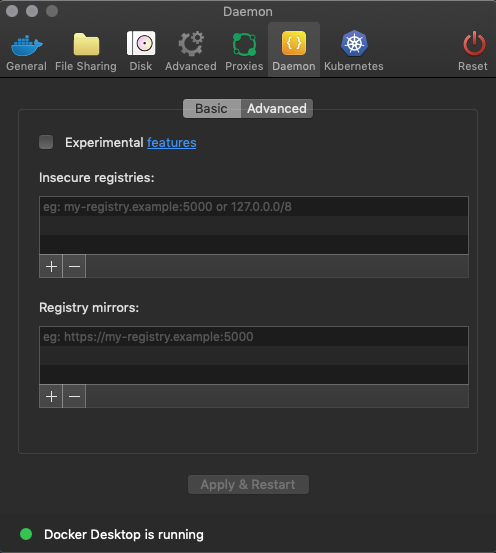 Daemon
General File Sharing Disk Advanced Proxies Daemon Kubernetes Reset
Basic Advanced
Experimental features
Insecure registries:
eg: my-registry.example:5000 or 127.0.0.0/8
Registry mirrors:
eg: https://my-registry.example:5000
Apply & Restart
Docker Desktop is running